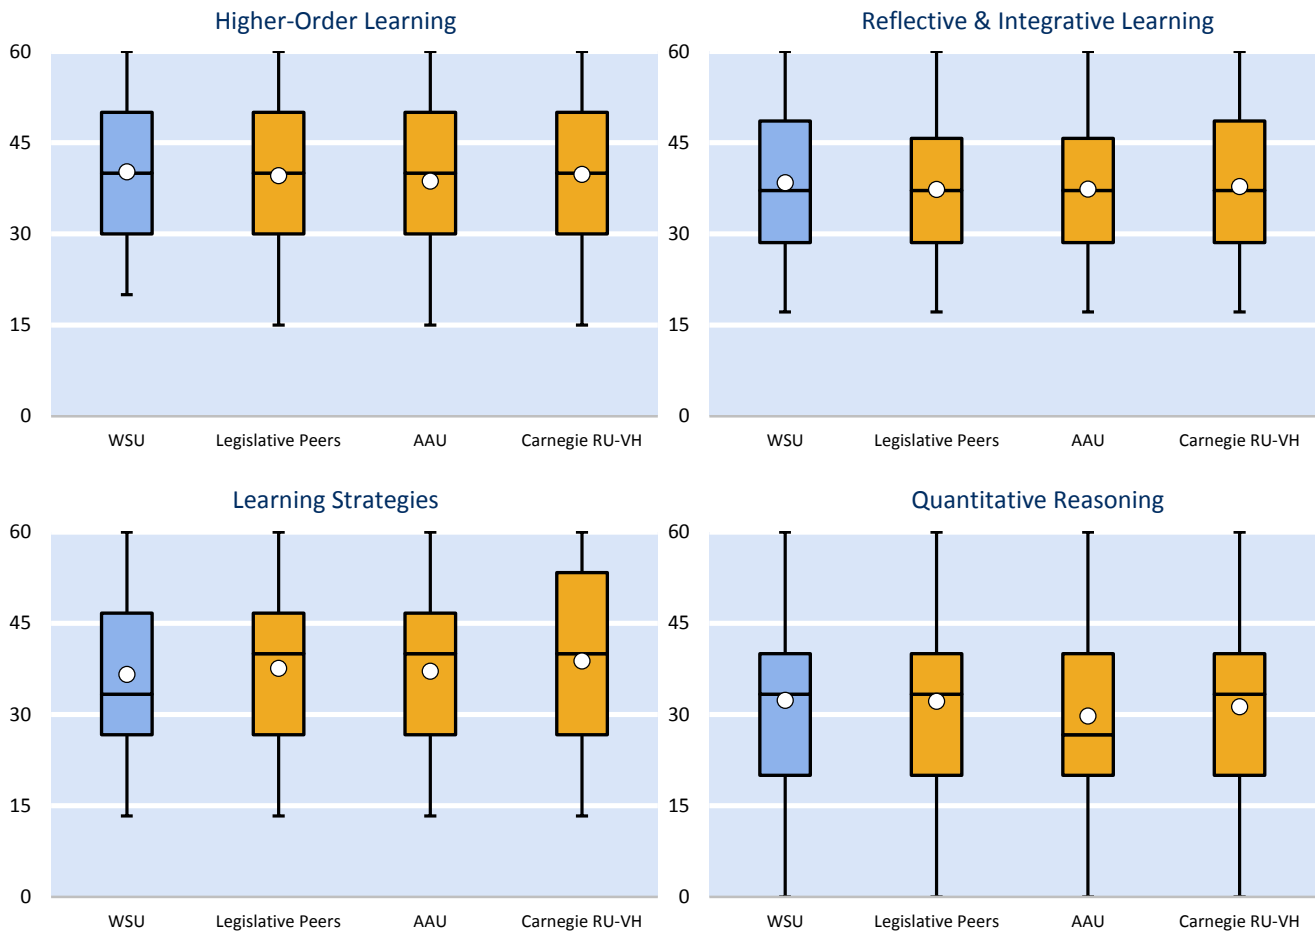 Higher-Order Learning
60
45
30
15
0
WSU Legislative Peers AAU Carnegie RU-VH
Reflective & Integrative Learning
60
45
30
15
0
WSU Legislative Peers AAU Carnegie RU-VH
Learning Strategies
60
45
30
15
0
WSU Legislative Peers AAU Carnegie RU-VH
Quantitative Reasoning
60
45
30
15
0
WSU Legislative Peers AAU Carnegie RU-VH